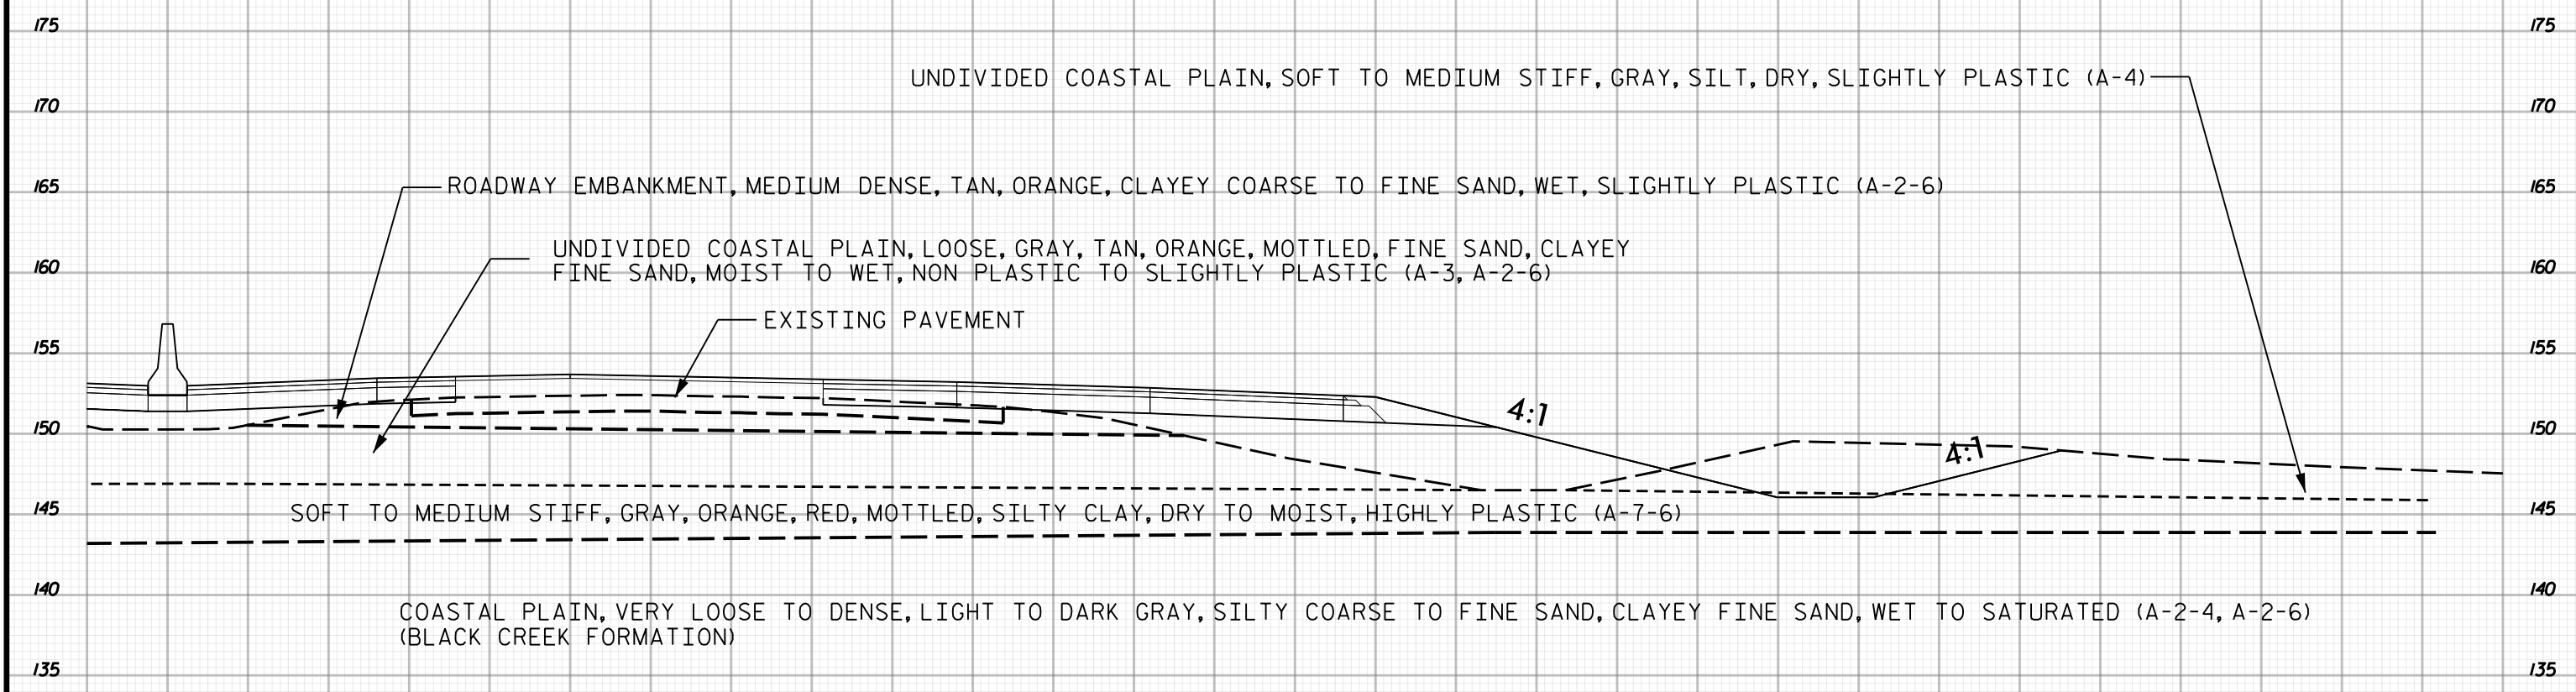 175 175
UNDIVIDED COASTAL PLAIN, SOFT TO MEDIUM STIFF, GRAY, SILT, DRY, SLIGHTLY PLASTIC (A-4)
170 170
165 ROADWAY EMBANKMENT, MEDIUM DENSE, TAN, ORANGE, CLAYEY COARSE TO FINE SAND, WET, SLIGHTLY PLASTIC (A-2-6) 165
UNDIVIDED COASTAL PLAIN, LOOSE, GRAY, TAN, ORANGE, MOTTLED, FINE SAND, CLAYEY
160 FINE SAND, MOIST TO WET, NON PLASTIC TO SLIGHTLY PLASTIC (A-3, A-2-6) 160
EXISTING PAVEMENT
155 155
4:1
150 150
4:1
145 SOFT TO MEDIUM STIFF, GRAY, ORANGE, RED, MOTTLED, SILTY CLAY, DRY TO MOIST, HIGHLY PLASTIC (A-7-6) 145
140 140
COASTAL PLAIN, VERY LOOSE TO DENSE, LIGHT TO DARK GRAY, SILTY COARSE TO FINE SAND, CLAYEY FINE SAND, WET TO SATURATED (A-2-4, A-2-6)
(BLACK CREEK FORMATION)
135 135